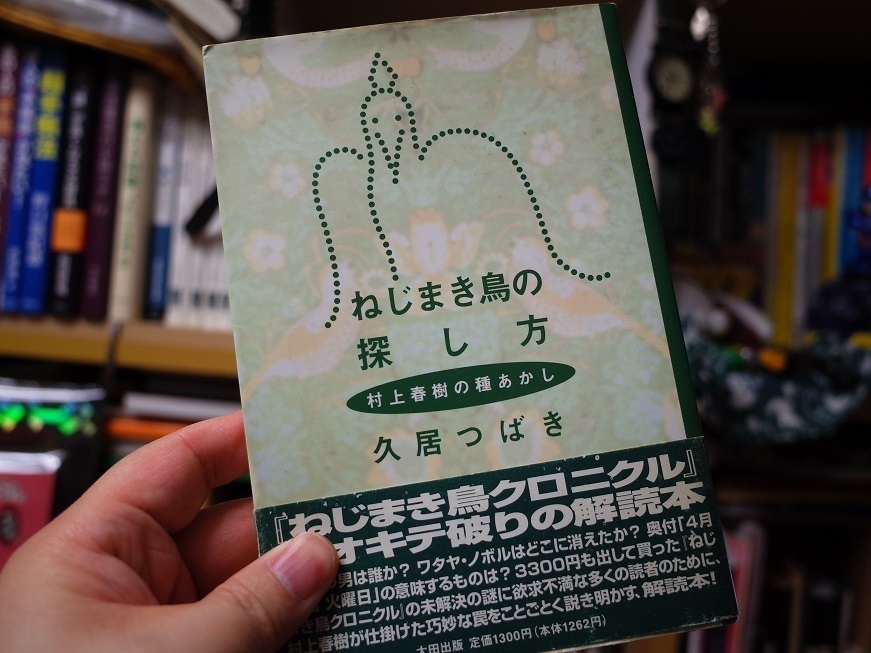 ねじまき鳥の
探し方
村上春樹の種あかし
久居つばき
『ねじまき鳥クロニクル』
オキテ破りの解読本
男は誰か? ワタヤ・ノボルはどこに消えたか? 奥付「4月
火曜日」の意味するものは? 3300円も出して買った『ねじ
き鳥クロニクル』の未解決の謎に欲求不満な多くの読者のために、
村上春樹が仕掛けた巧妙な罠をことごとく説き明かす、解読本!
太田出版 定価1300円(本体1262円)